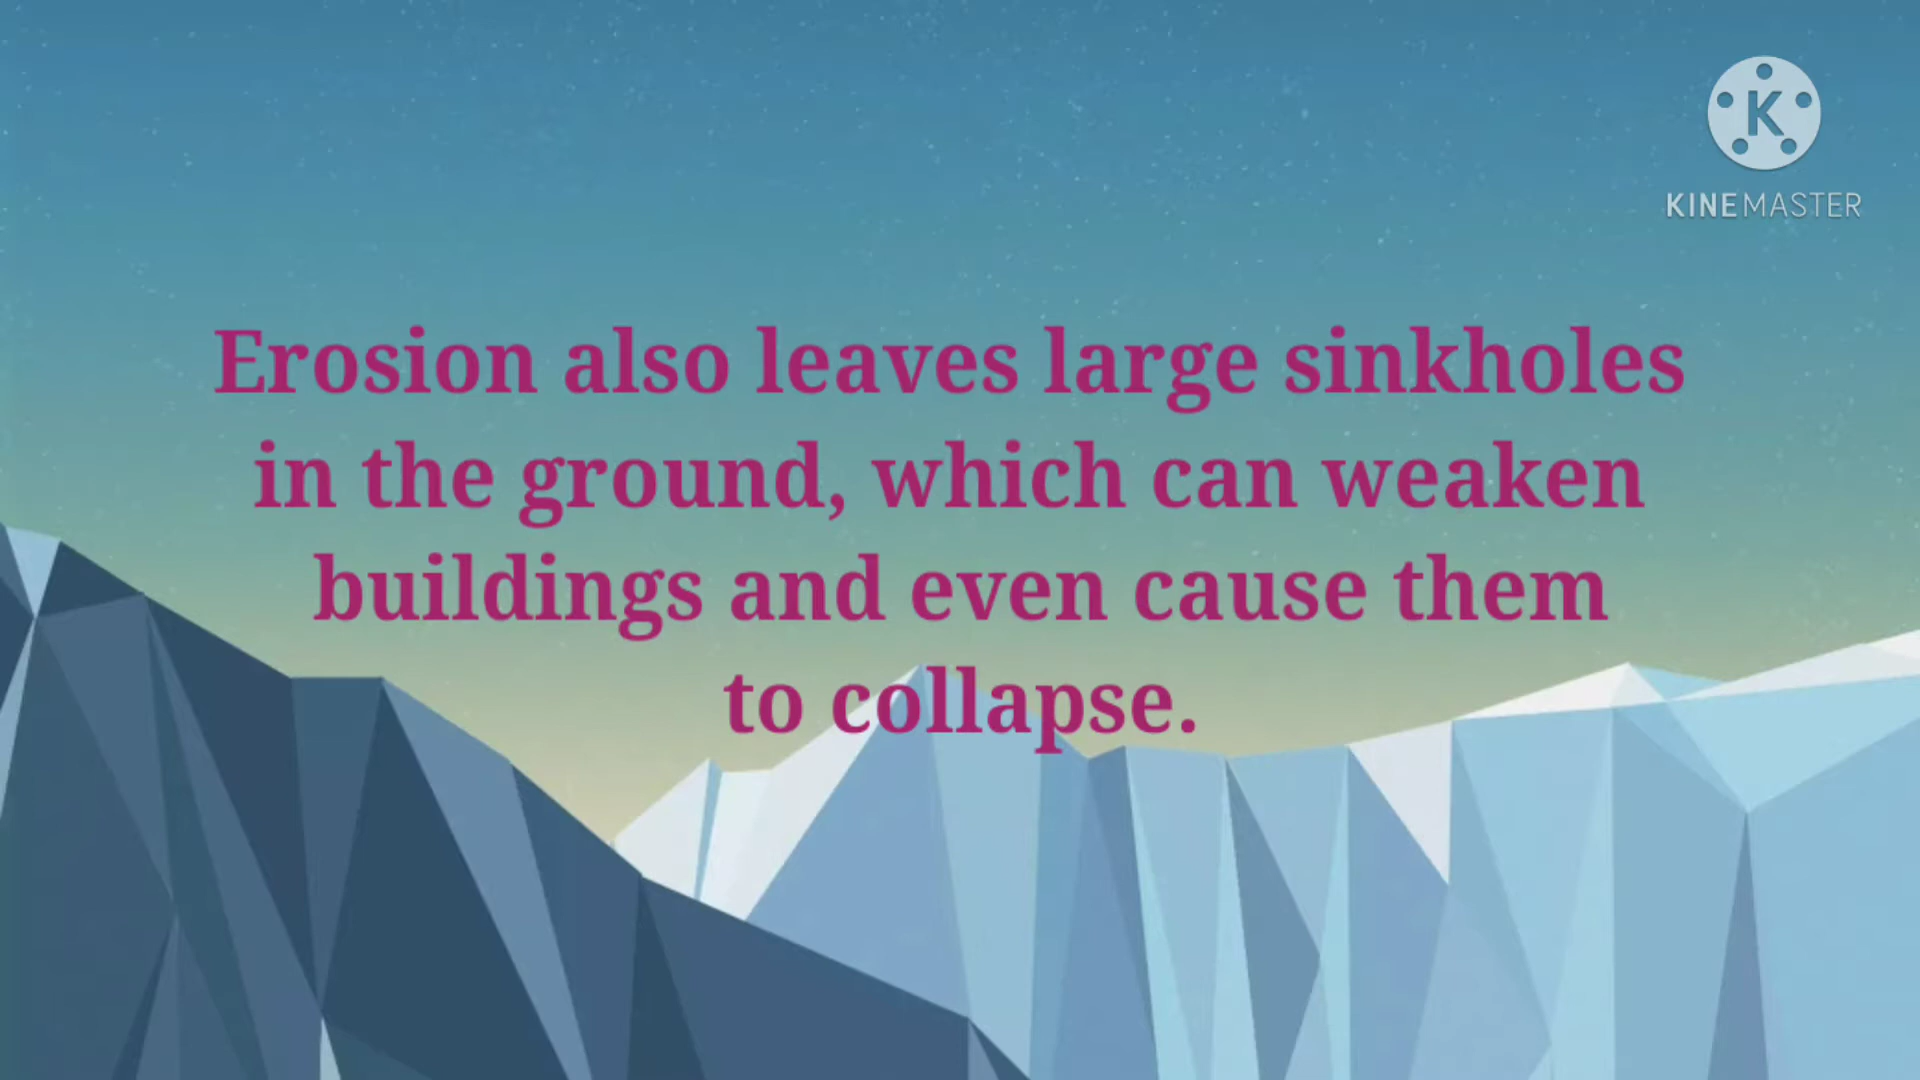 K
KINEMASTER
Erosion also leaves large sinkholes
in the ground, which can weaken
buildings and even cause them
to collapse.